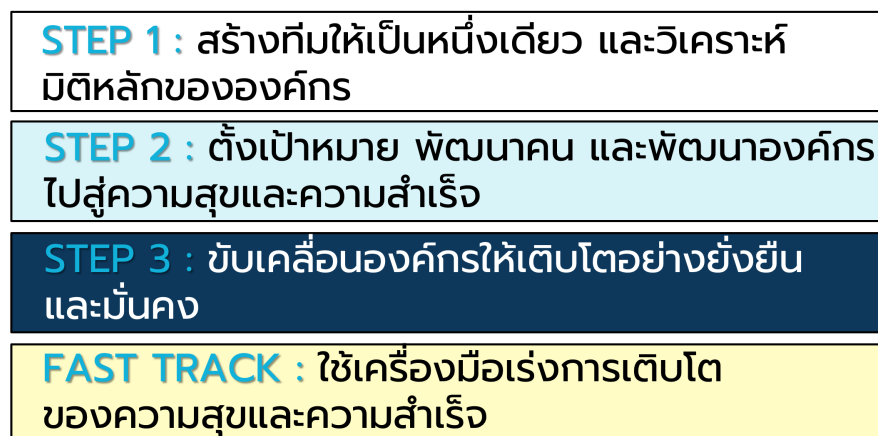 STEP 1 : สร้างทีมให้เป็นหนึ่งเดียว และวิเคราะห์
มิติหลักขององค์กร
STEP 2 : ตั้งเป้าหมาย พัฒนาคน และพัฒนาองค์กร
ไปสู่ความสุขและความสำเร็จ
STEP 3 : ขับเคลื่อนองค์กรให้เติบโตอย่างยั่งยืน
และมั่นคง
FAST TRACK : ใช้เครื่องมือเร่งการเติบโต
ของความสุขและความสำเร็จ